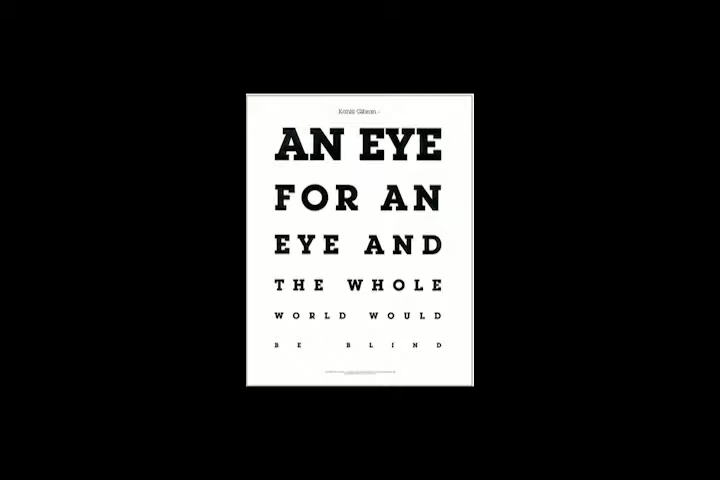 AN EYE
FOR AN
EYE AND
THE WHOLE
WORLD WOULD
BE BLIND